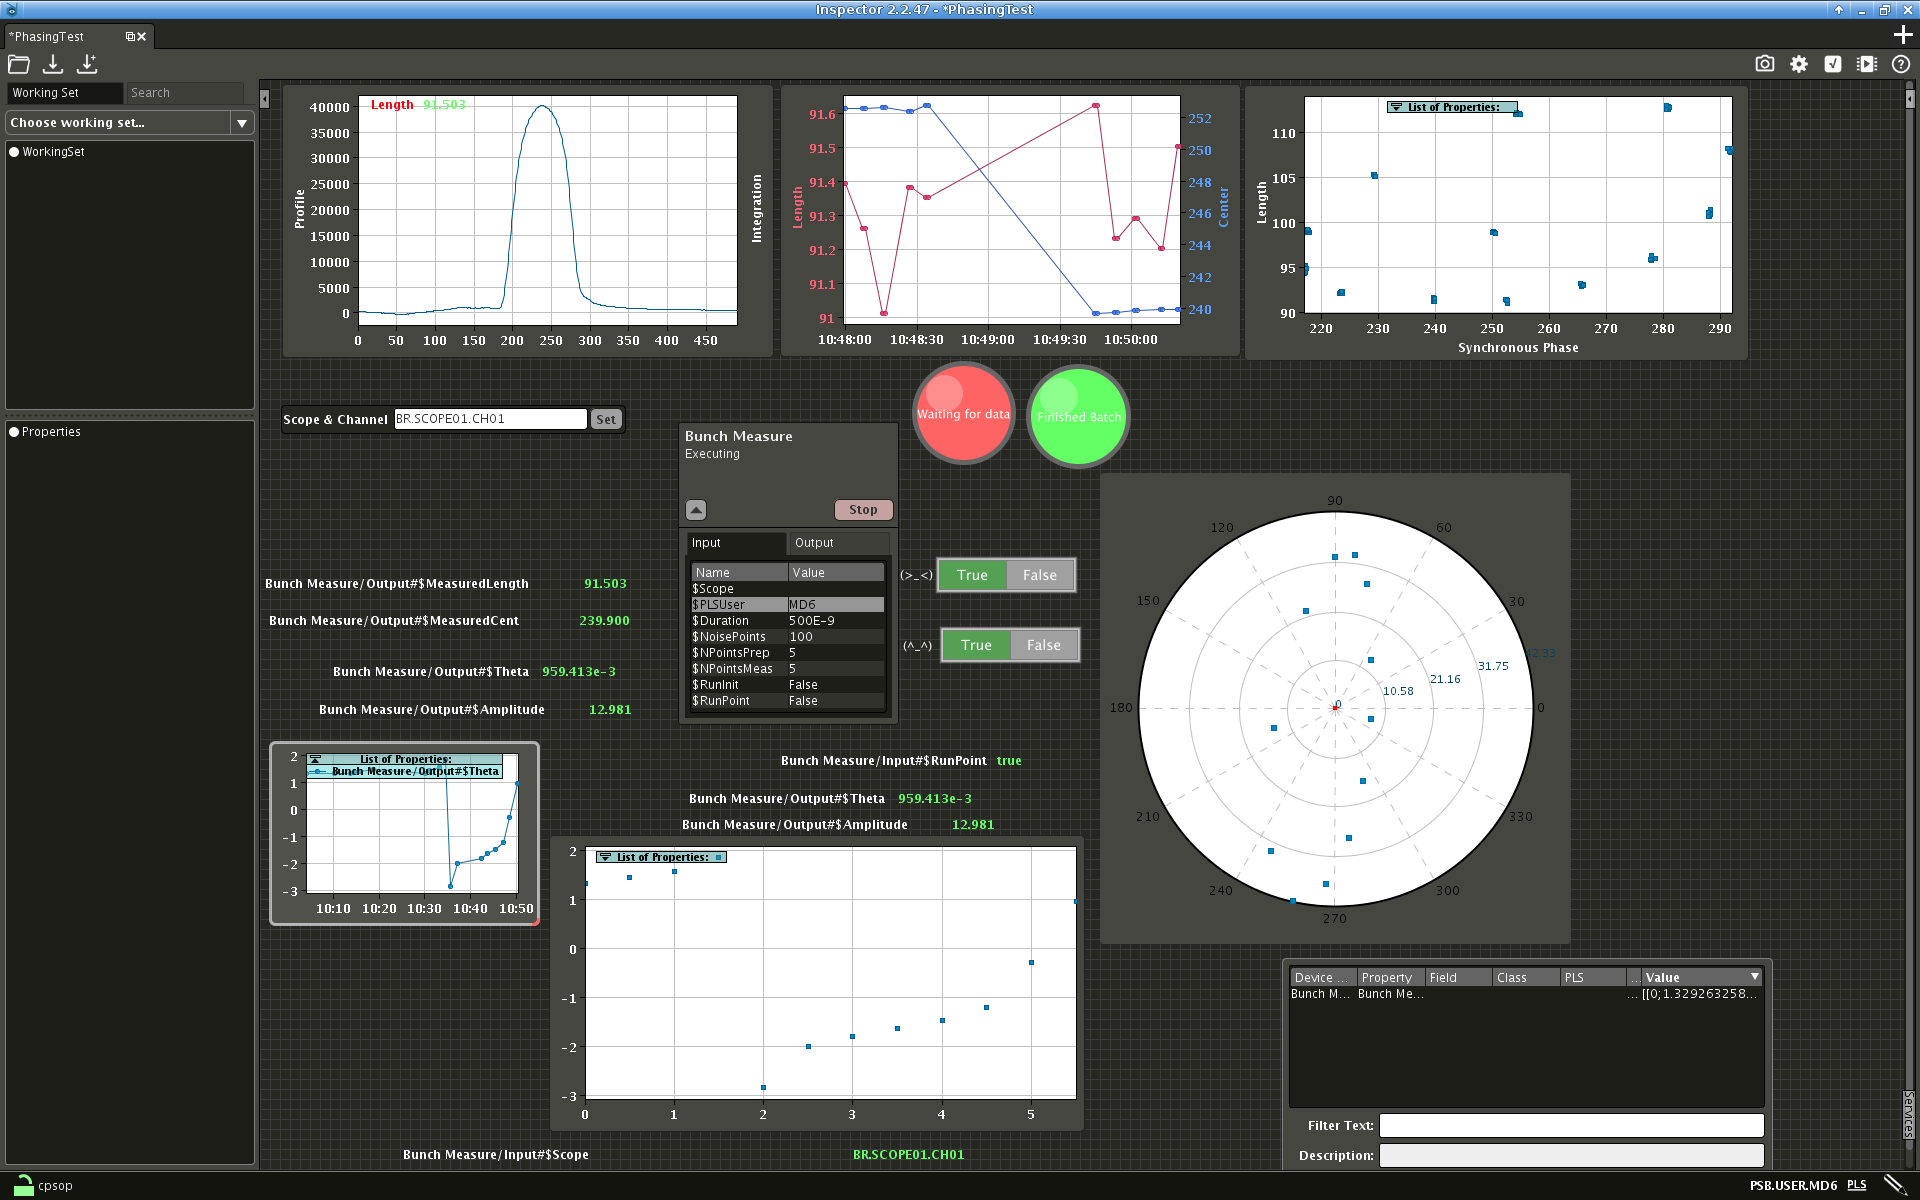 Inspector 2.2.47 - *PhasingTest
*PhasingTest
Working Set
Search
Choose working set...
WorkingSet
Properties
Length 91.503
Profile
40000
35000
30000
25000
20000
15000
10000
5000
0
0 50 100 150 200 250 300 350 400 450
Integration
Length
91.6
91.5
91.4
91.3
91.2
91.1
91
252
250
248
246
244
242
240
Center
10:48:00 10:48:30 10:49:00 10:49:30 10:50:00
List of Properties:
Length
110
105
100
95
90
220 230 240 250 260 270 280 290
Synchronous Phase
Scope & Channel BR.SCOPE01.CH01 Set
Waiting for data
Finished Batch
Bunch Measure
Executing
Stop
Input Output
Name Value
$Scope
$PLSUser MD6
$Duration 500E-9
$NoisePoints 100
$NPointsPrep 5
$NPointsMeas 5
$RunInit False
$RunPoint False
(>_<) True False
(^_^) True False
Bunch Measure/Output#$MeasuredLength 91.503
Bunch Measure/Output#$MeasuredCent 239.900
Bunch Measure/Output#$Theta 959.413e-3
Bunch Measure/Output#$Amplitude 12.981
List of Properties:
Bunch Measure/Output#$Theta
2
1
0
-1
-2
-3
10:10 10:20 10:30 10:40 10:50
Bunch Measure/Input#$RunPoint true
Bunch Measure/Output#$Theta 959.413e-3
Bunch Measure/Output#$Amplitude 12.981
List of Properties:
2
1
0
-1
-2
-3
0 1 2 3 4 5
90
120 60
150 30
42.33
31.75
21.16
10.58
180 0 0
210 330
240 300
270
Device ... Property Field Class PLS ... Value
Bunch M... Bunch Me... ... [[0;1.329263258...
Filter Text:
Description:
Services
Bunch Measure/Input#$Scope BR.SCOPE01.CH01
cpsop
PSB.USER.MD6 PLS